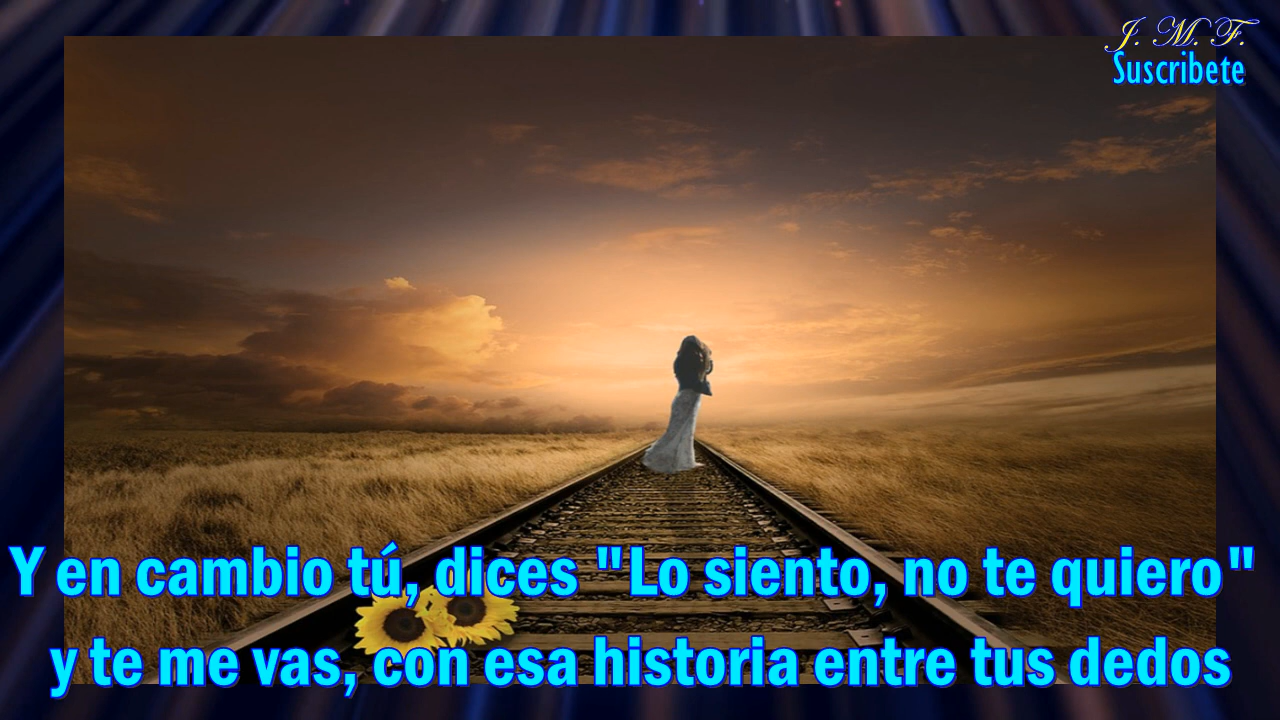 J. M. F.
Suscribete
Y en cambio tú, dices "Lo siento, no te quiero"
y te me vas, con esa historia entre tus dedos